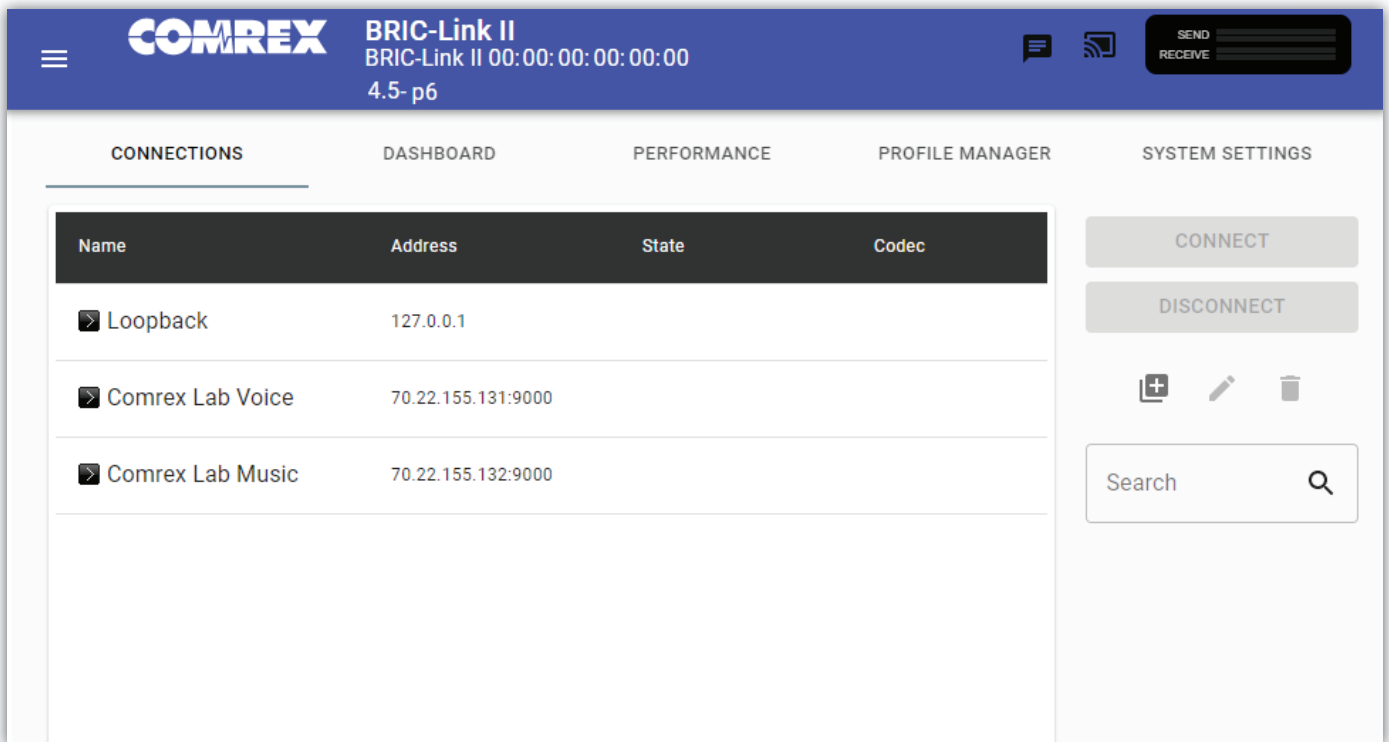 COMREX
BRIC-Link II
BRIC-Link II 00:00:00:00:00:00
4.5- p6
SEND
RECEIVE
CONNECTIONS DASHBOARD PERFORMANCE PROFILE MANAGER SYSTEM SETTINGS
Name Address State Codec
Loopback 127.0.0.1
Comrex Lab Voice 70.22.155.131:9000
Comrex Lab Music 70.22.155.132:9000
CONNECT
DISCONNECT
Search